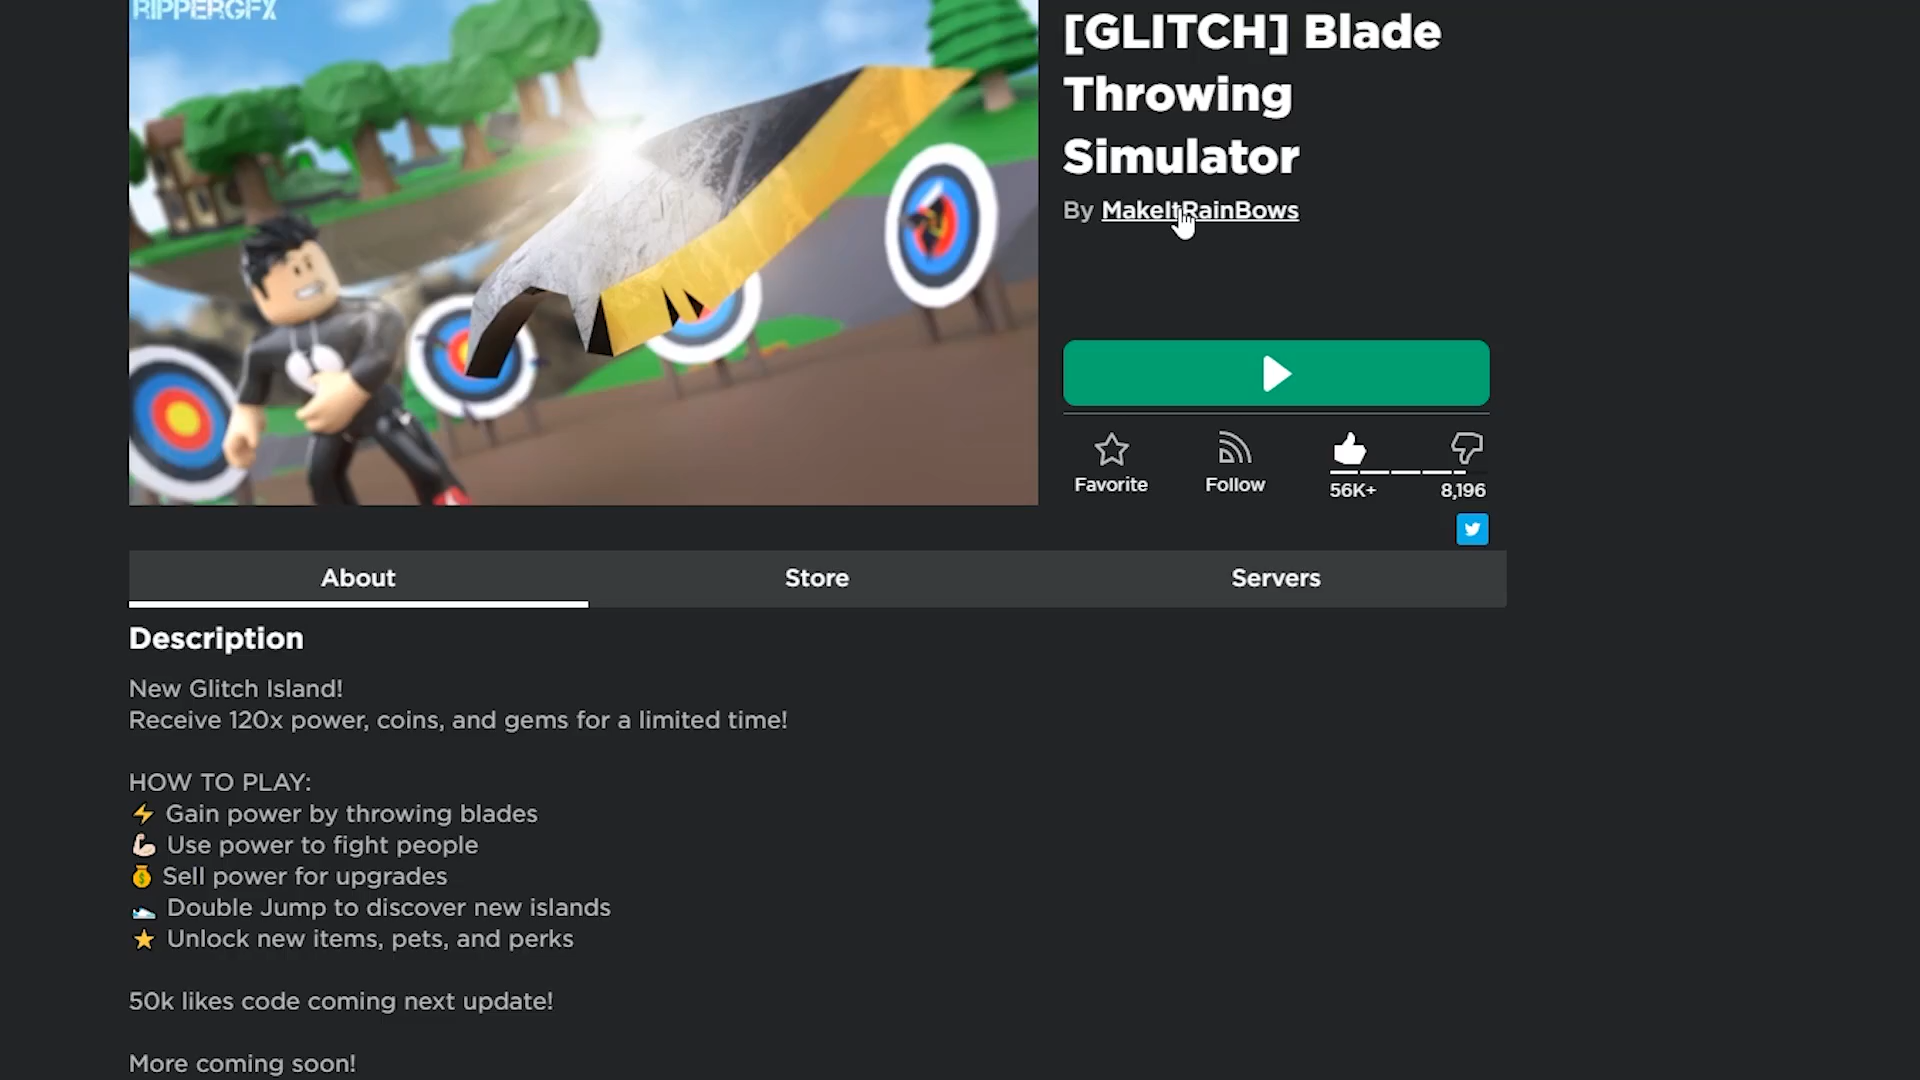 RIPPERGFX
[GLITCH] Blade
Throwing
Simulator
By MakeItRainBows
Favorite
Follow
56K+
8,196
About
Store
Servers
Description
New Glitch Island!
Receive 120x power, coins, and gems for a limited time!
HOW TO PLAY:
⚡ Gain power by throwing blades
💪🏻 Use power to fight people
💰 Sell power for upgrades
👟 Double Jump to discover new islands
⭐ Unlock new items, pets, and perks
50k likes code coming next update!
More coming soon!